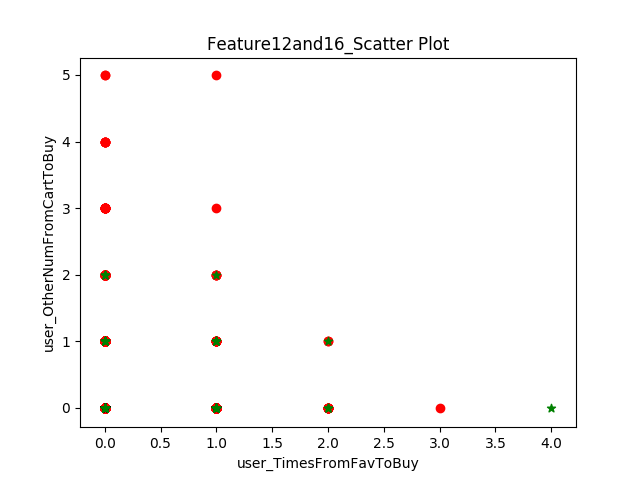 Feature12and16_Scatter Plot
user_OtherNumFromCartToBuy
5
4
3
2
1
0
0.0 0.5 1.0 1.5 2.0 2.5 3.0 3.5 4.0
user_TimesFromFavToBuy